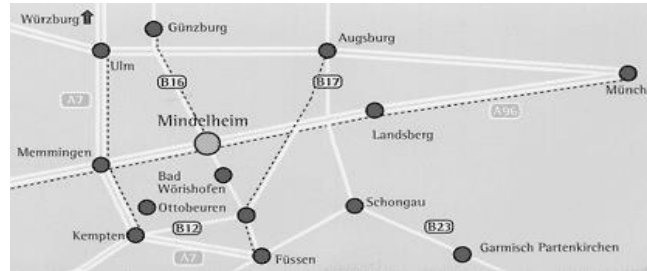 Würzburg
Günzburg
Augsburg
Ulm
B16
B17
Münch
A7
Mindelheim
Landsberg
A96
Memmingen
Bad
Wörishofen
Ottobeuren
Schongau
B12
B23
Kempten
A7
Füssen
Garmisch Partenkirchen